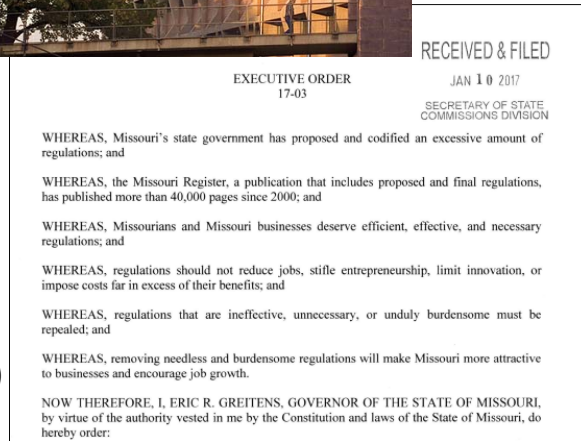 RECEIVED & FILED
EXECUTIVE ORDER
JAN 10 2017
17-03
SECRETARY OF STATE
COMMISSIONS DIVISION
WHEREAS, Missouri's state government has proposed and codified an excessive amount of
regulations; and
WHEREAS, the Missouri Register, a publication that includes proposed and final regulations,
has published more than 40,000 pages since 2000; and
WHEREAS, Missourians and Missouri businesses deserve efficient, effective, and necessary
regulations; and
WHEREAS, regulations should not reduce jobs, stifle entrepreneurship, limit innovation, or
impose costs far in excess of their benefits; and
WHEREAS, regulations that are ineffective, unnecessary, or unduly burdensome must be
repealed; and
WHEREAS, removing needless and burdensome regulations will make Missouri more attractive
to businesses and encourage job growth.
NOW THEREFORE, I, ERIC R. GREITENS, GOVERNOR OF THE STATE OF MISSOURI,
by virtue of the authority vested in me by the Constitution and laws of the State of Missouri, do
hereby order: